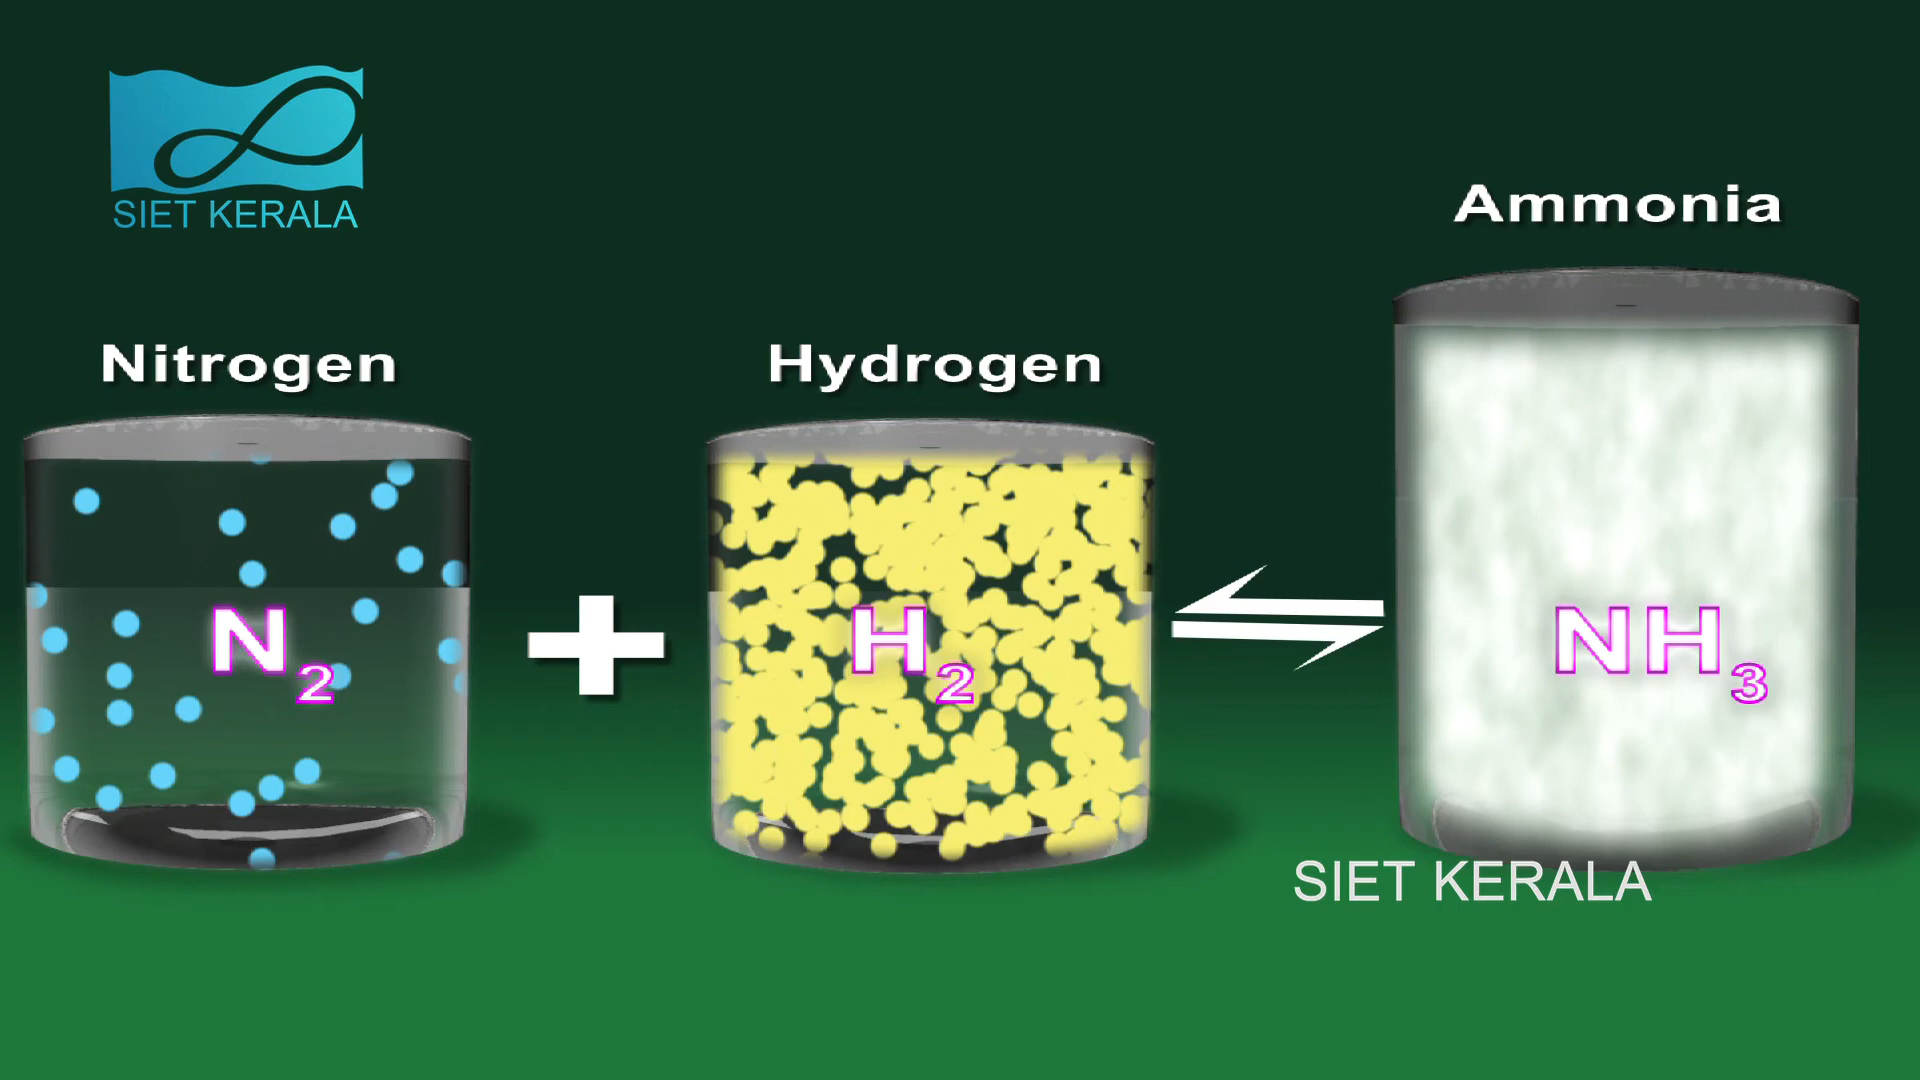 SIET KERALA
Nitrogen
Hydrogen
Ammonia
N2
+
H2
⇌
NH3
SIET KERALA